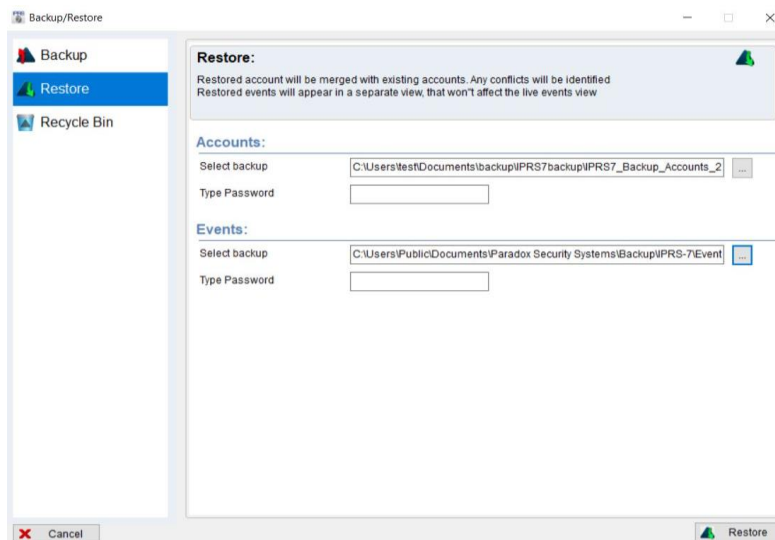 Backup/Restore
Backup
Restore
Recycle Bin
Restore:
Restored account will be merged with existing accounts. Any conflicts will be identified
Restored events will appear in a separate view, that won"t affect the live events view
Accounts:
Select backup C:\Users\test\Documents\backup\IPRS7backup\IPRS7_Backup_Accounts_2 ...
Type Password
Events:
Select backup C:\Users\Public\Documents\Paradox Security Systems\Backup\IPRS-7\Event ...
Type Password
Cancel Restore